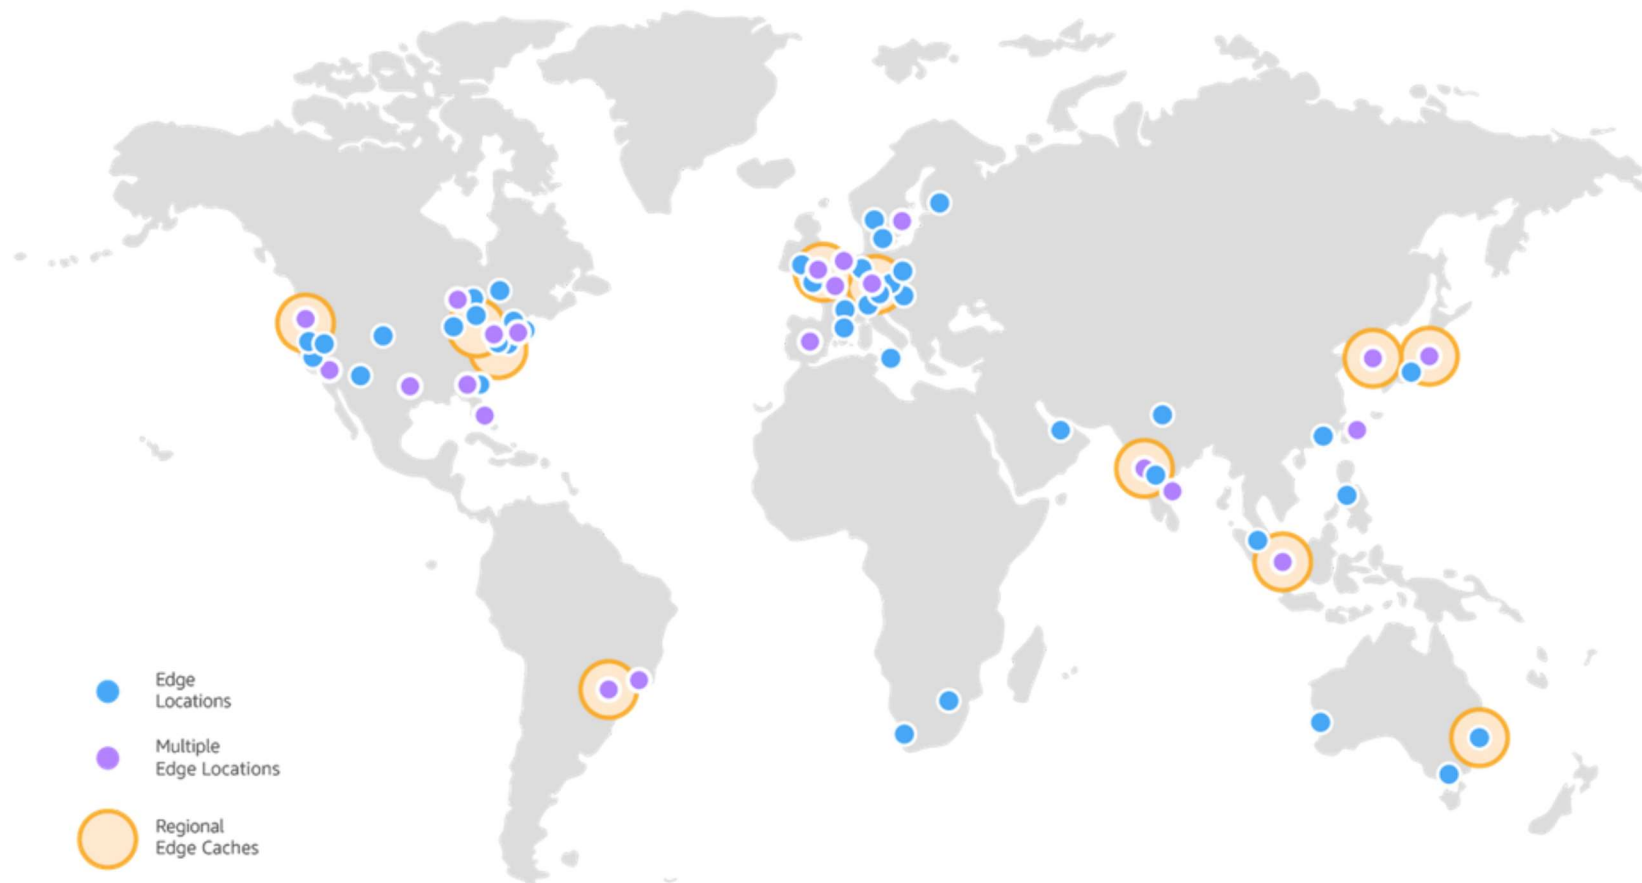 Edge
Locations
Multiple
Edge Locations
Regional
Edge Caches